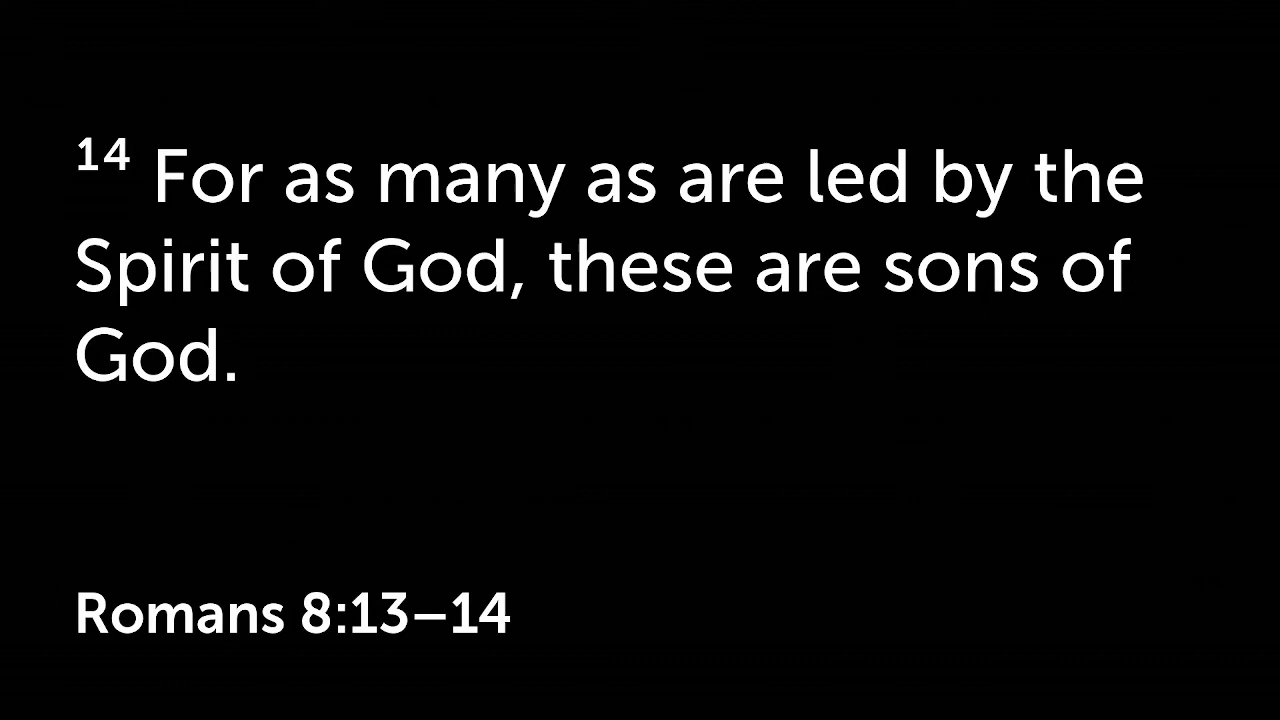 14 For as many as are led by the
Spirit of God, these are sons of
God.
Romans 8:13–14